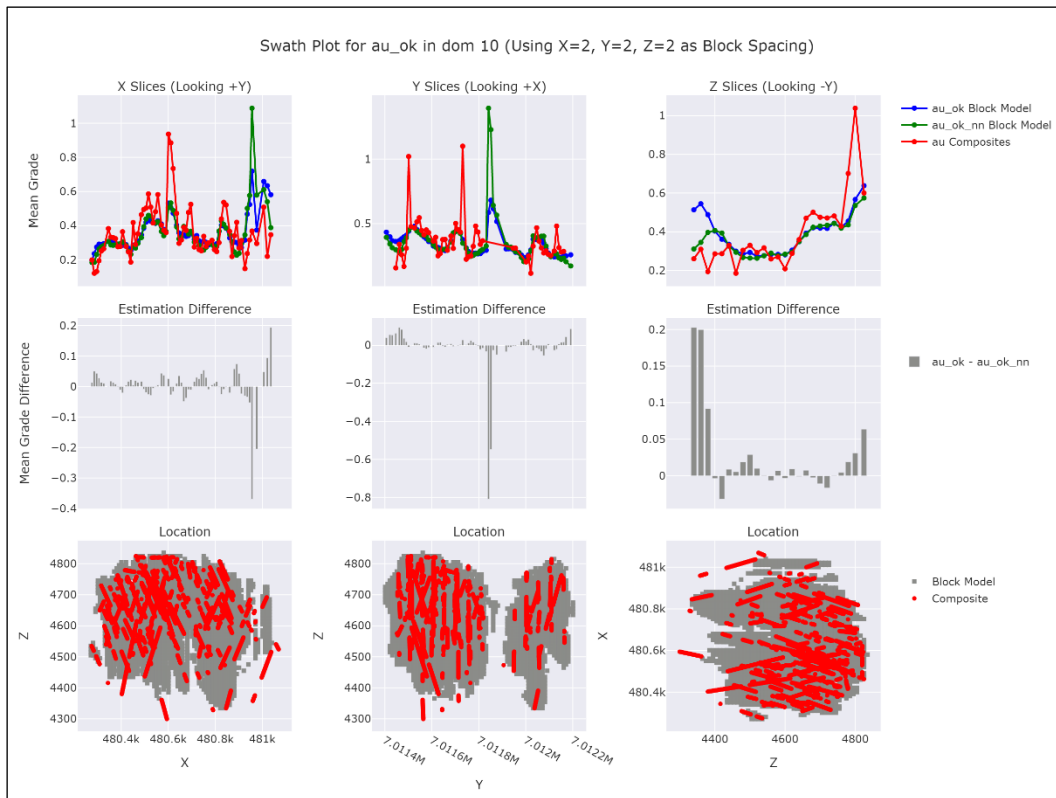 Swath Plot for au_ok in dom 10 (Using X=2, Y=2, Z=2 as Block Spacing)
X Slices (Looking +Y)
Y Slices (Looking +X)
Z Slices (Looking -Y)
Mean Grade
1
0.8
0.6
0.4
0.2
1
0.5
1
0.8
0.6
0.4
0.2
au_ok Block Model
au_ok_nn Block Model
au Composites
Estimation Difference
Estimation Difference
Estimation Difference
Mean Grade Difference
0.2
0.1
0
−0.1
−0.2
−0.3
−0.4
0
−0.2
−0.4
−0.6
−0.8
0.2
0.15
0.1
0.05
0
au_ok - au_ok_nn
Location
Location
Location
Z
4800
4700
4600
4500
4400
4300
480.4k
480.6k
480.8k
481k
X
Z
4800
4700
4600
4500
4400
4300
7.0114M
7.0116M
7.0118M
7.012M
7.0122M
Y
X
481k
480.8k
480.6k
480.4k
4400
4600
4800
Z
Block Model
Composite